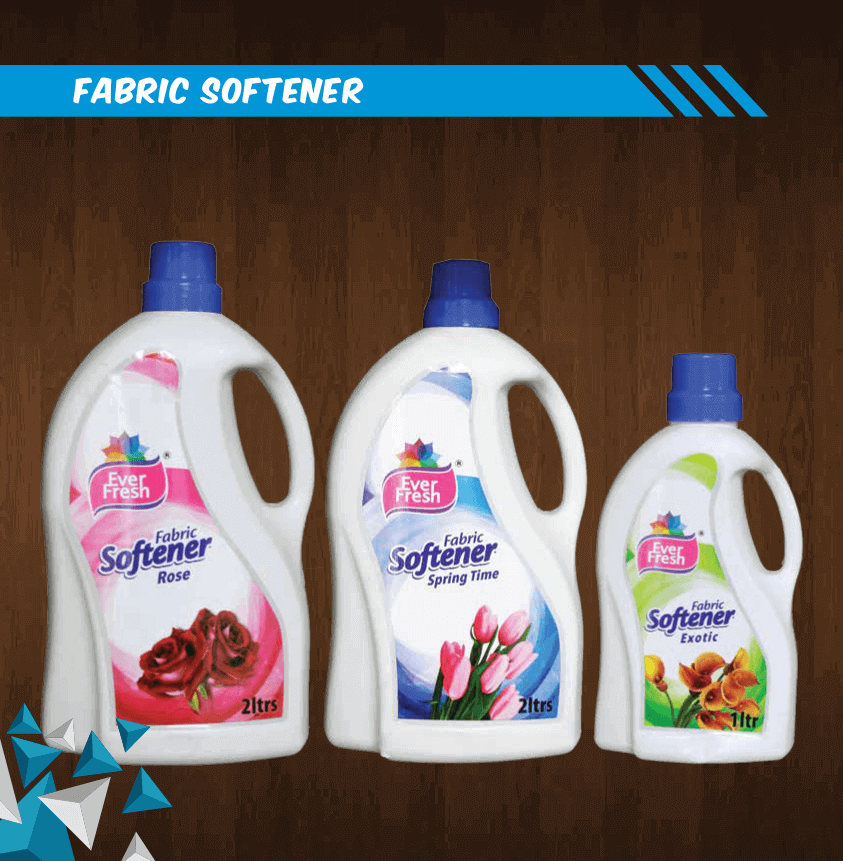 FABRIC SOFTENER
Ever
Fresh
®
Fabric
Softener
Rose
2ltrs
Ever
Fresh
®
Fabric
Softener
Spring Time
2ltrs
Ever
Fresh
®
Fabric
Softener
Exotic
1ltr